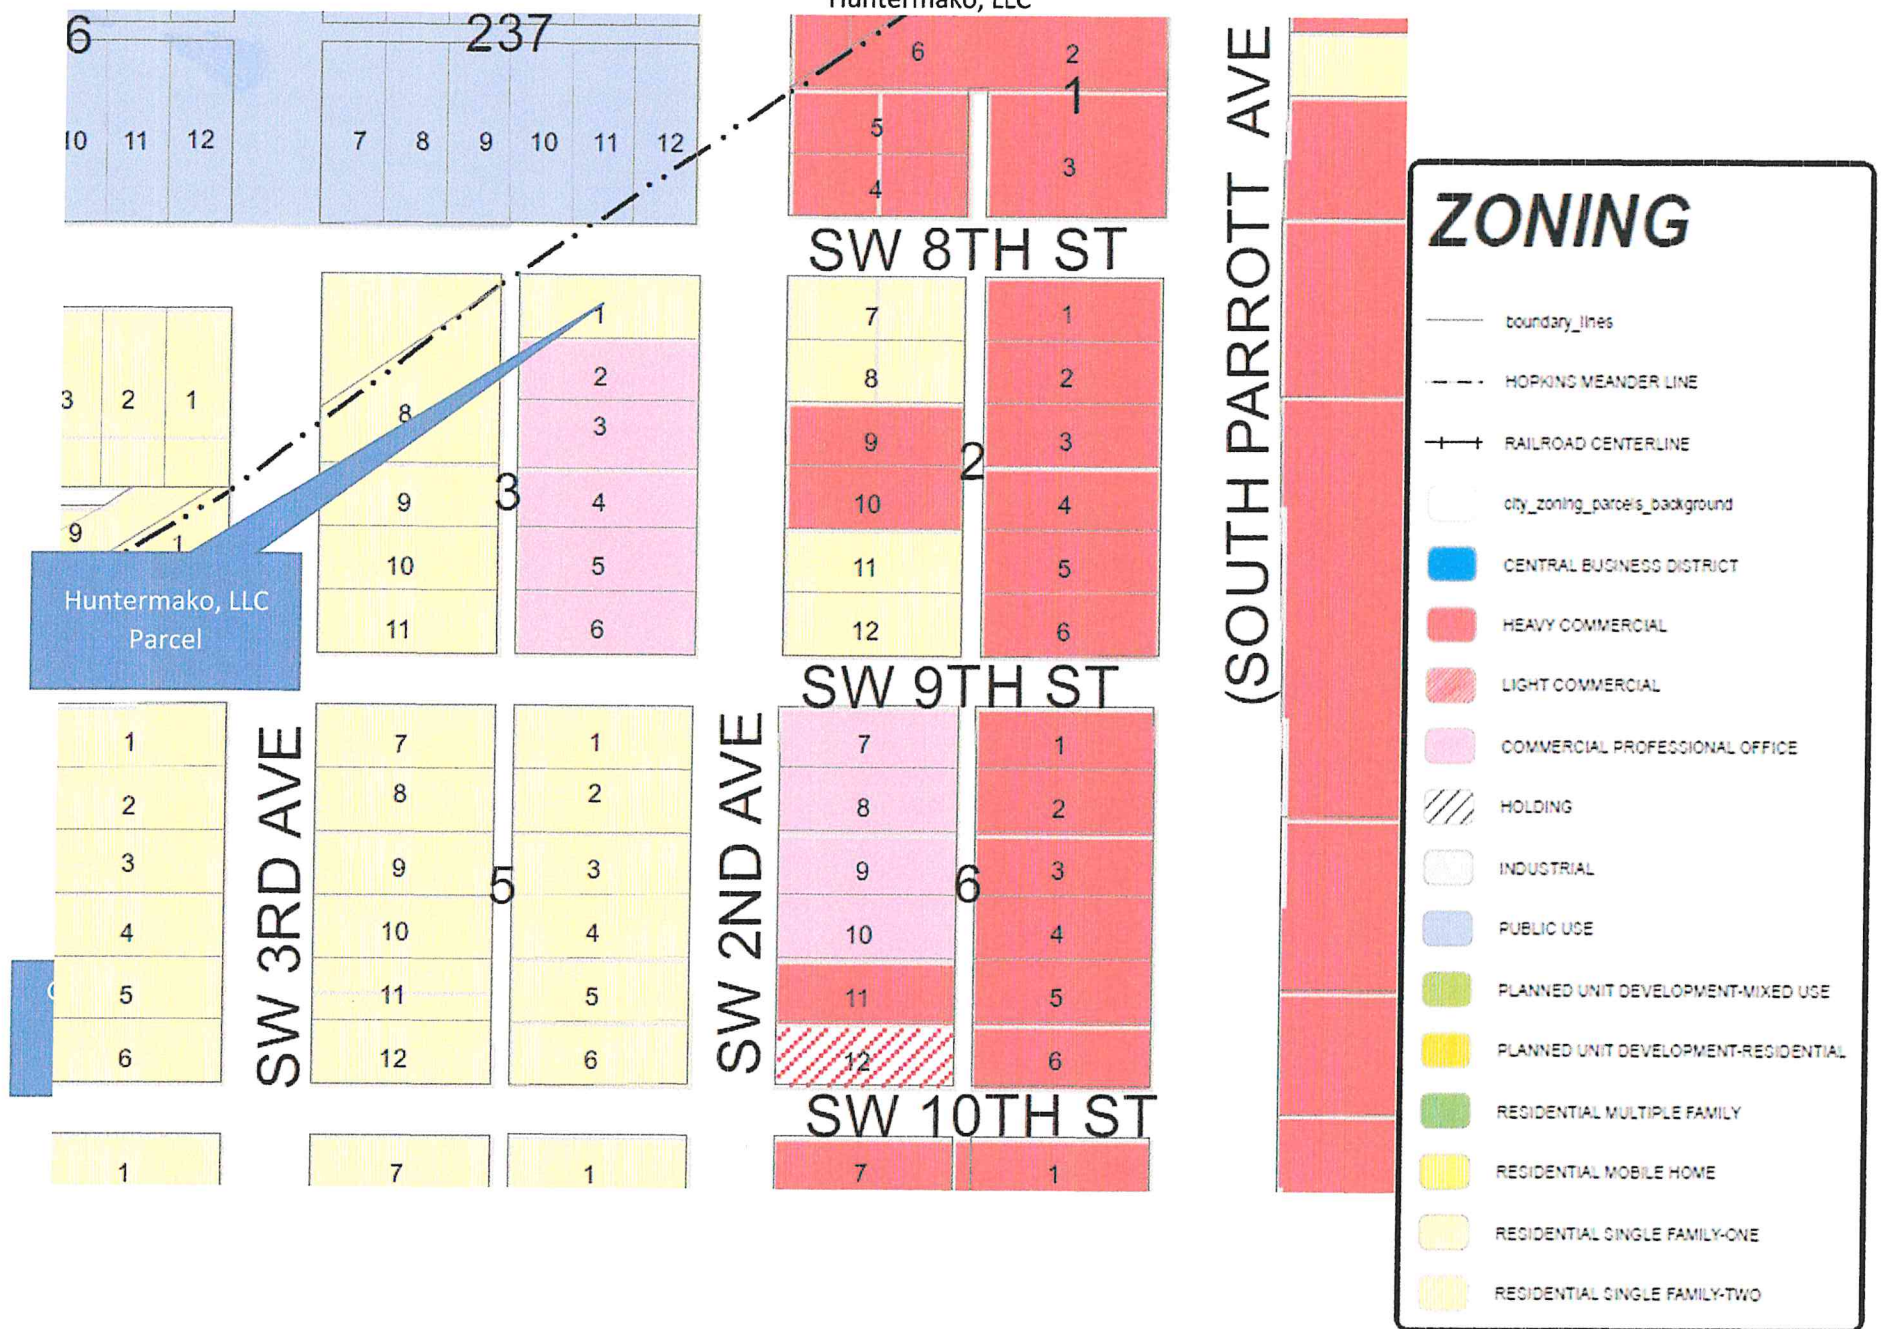 Huntermako, LLC
6
237
10 11 12
7 8 9 10 11 12
6 2
1
5
4
3
SW 8TH ST
(SOUTH PARROTT AVE
3 2 1
9 1
8
9
10
11
3
1
2
3
4
5
6
7
8
9
10
11
12
2
1
2
3
4
5
6
Huntermako, LLC
Parcel
SW 9TH ST
SW 3RD AVE
SW 2ND AVE
1
2
3
4
5
6
7
8
9
10
11
12
5
1
2
3
4
5
6
7
8
9
10
11
12
6
1
2
3
4
5
6
SW 10TH ST
1
7
1
7
1
ZONING
boundary_lines
HOPKINS MEANDER LINE
RAILROAD CENTERLINE
city_zoning_parcels_background
CENTRAL BUSINESS DISTRICT
HEAVY COMMERCIAL
LIGHT COMMERCIAL
COMMERCIAL PROFESSIONAL OFFICE
HOLDING
INDUSTRIAL
PUBLIC USE
PLANNED UNIT DEVELOPMENT-MIXED USE
PLANNED UNIT DEVELOPMENT-RESIDENTIAL
RESIDENTIAL MULTIPLE FAMILY
RESIDENTIAL MOBILE HOME
RESIDENTIAL SINGLE FAMILY-ONE
RESIDENTIAL SINGLE FAMILY-TWO